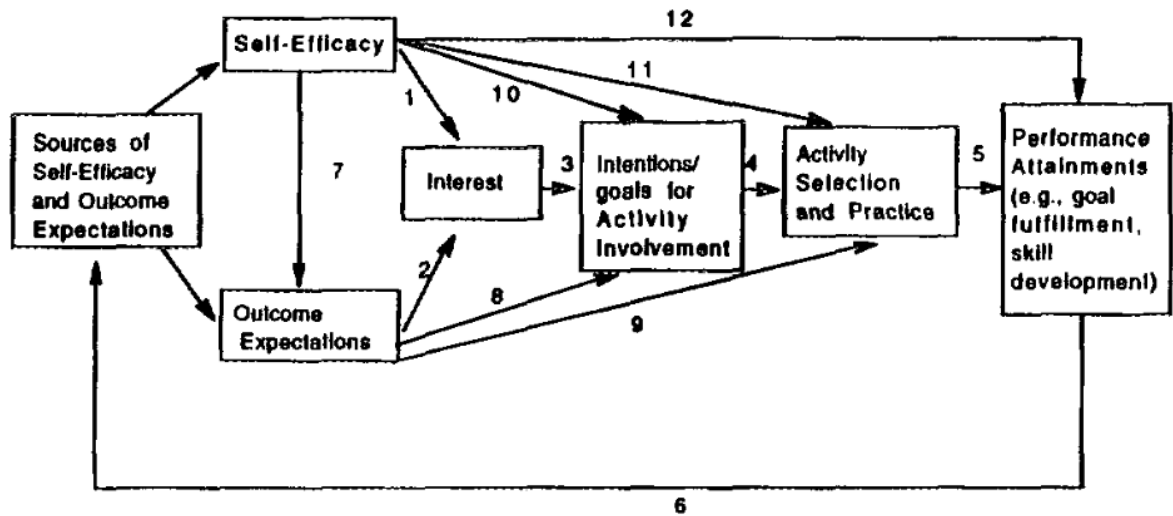 12
Self-Efficacy
11
1
10
Sources of
Self-Efficacy
and Outcome
Expectations
7
Interest
3
Intentions/
goals for
Activity
Involvement
4
Activity
Selection
and Practice
5
Performance
Attainments
(e.g., goal
fulfillment,
skill
development)
2
8
9
Outcome
Expectations
6